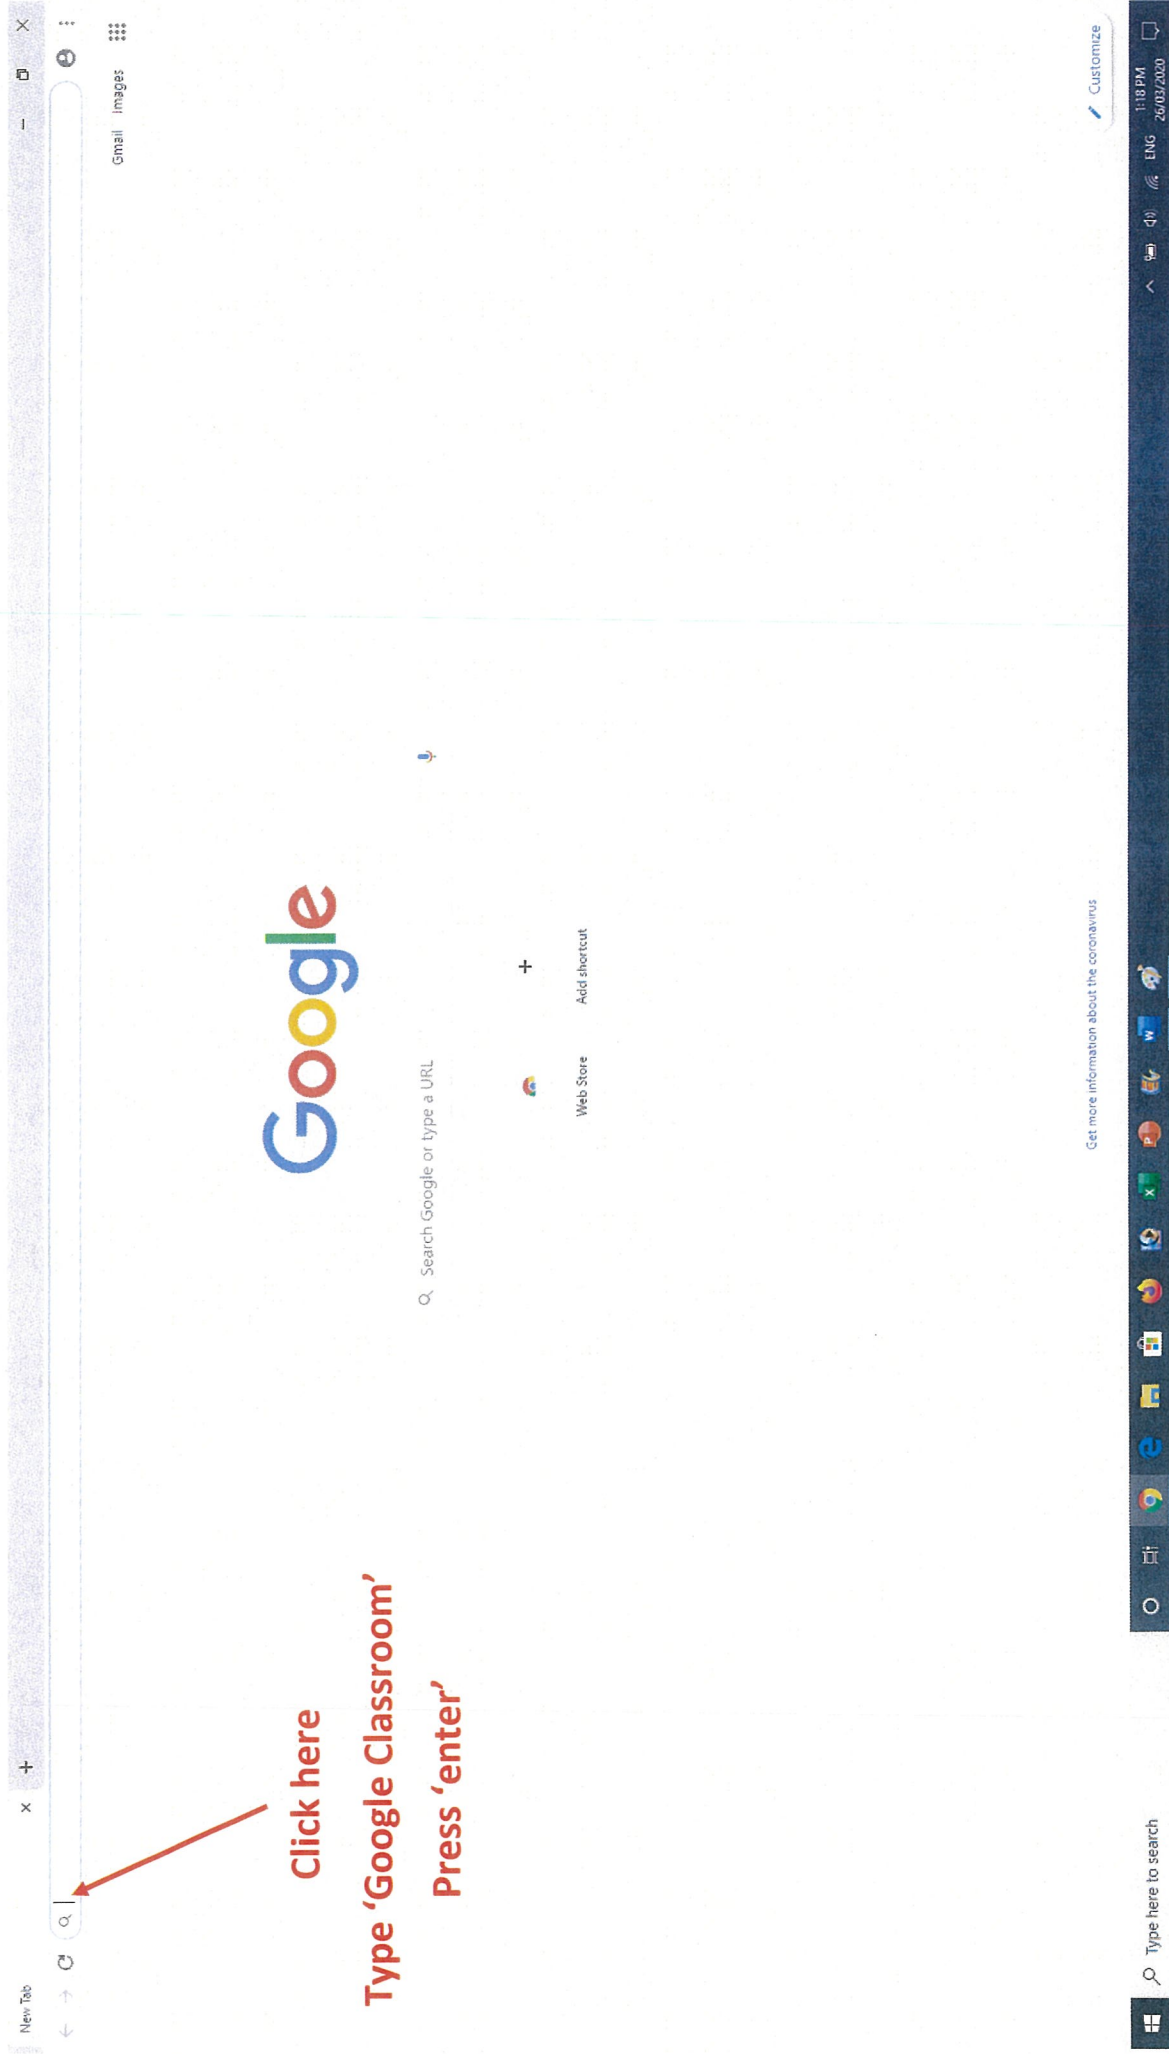 New Tab
Gmail Images
Google
Click here
Type ‘Google Classroom’
Press ‘enter’
Search Google or type a URL
Web Store
Add shortcut
Get more information about the coronavirus
Customize
Type here to search
ENG
1:18 PM
26/03/2020